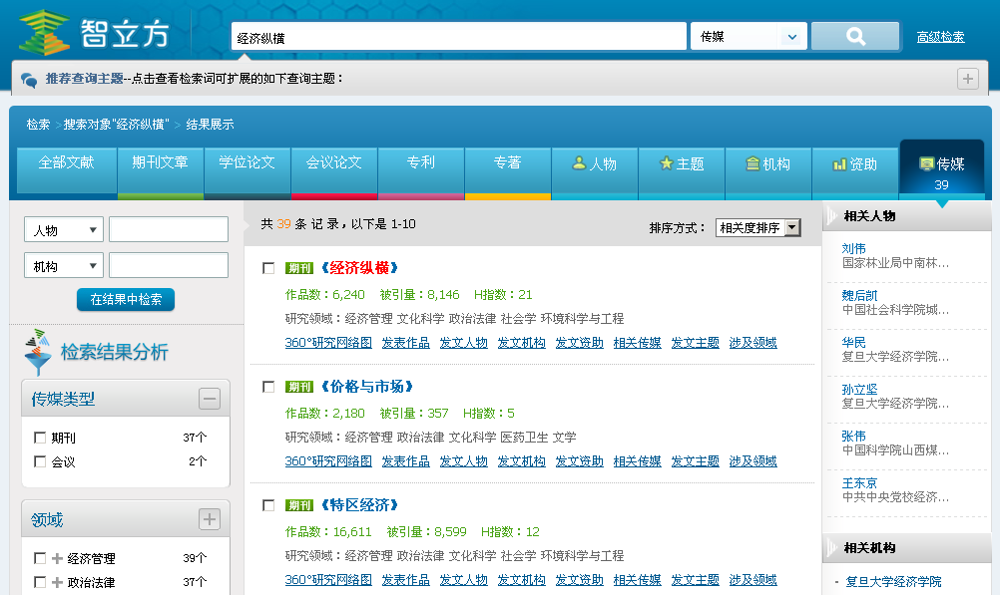 智立方
经济纵横
传媒
高级检索
推荐查询主题--点击查看检索词可扩展的如下查询主题：
检索 > 搜索对象"经济纵横" > 结果展示
全部文献 期刊文章 学位论文 会议论文 专利 专著 人物 主题 机构 资助 传媒
39
人物
机构
在结果中检索
检索结果分析
传媒类型
期刊 37个
会议 2个
领域
经济管理 39个
政治法律 37个
共 39 条 记 录，以下是 1-10
排序方式： 相关度排序
期刊 《经济纵横》
作品数：6,240 被引量：8,146 H指数：21
研究领域：经济管理 文化科学 政治法律 社会学 环境科学与工程
360°研究网络图 发表作品 发文人物 发文机构 发文资助 相关传媒 发文主题 涉及领域
期刊 《价格与市场》
作品数：2,180 被引量：357 H指数：5
研究领域：经济管理 政治法律 文化科学 医药卫生 文学
360°研究网络图 发表作品 发文人物 发文机构 发文资助 相关传媒 发文主题 涉及领域
期刊 《特区经济》
作品数：16,611 被引量：8,599 H指数：12
研究领域：经济管理 政治法律 文化科学 社会学 环境科学与工程
360°研究网络图 发表作品 发文人物 发文机构 发文资助 相关传媒 发文主题 涉及领域
相关人物
刘伟
国家林业局中南林...
魏后凯
中国社会科学院城...
华民
复旦大学经济学院...
孙立坚
复旦大学经济学院...
张伟
中国科学院山西煤...
王东京
中共中央党校经济...
相关机构
· 复旦大学经济学院